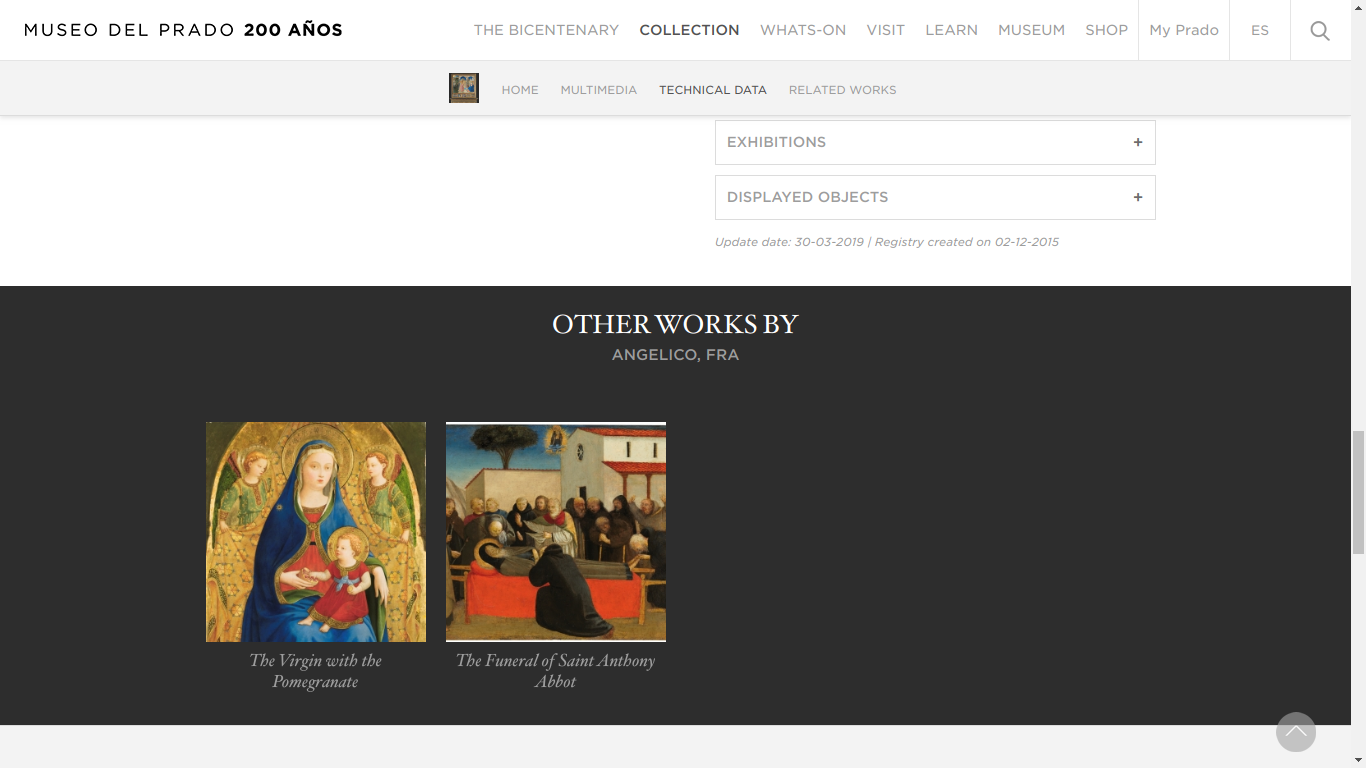 MUSEO DEL PRADO 200 AÑOS
THE BICENTENARY COLLECTION WHATS-ON VISIT LEARN MUSEUM SHOP My Prado ES
HOME MULTIMEDIA TECHNICAL DATA RELATED WORKS
EXHIBITIONS +
DISPLAYED OBJECTS +
Update date: 30-03-2019 | Registry created on 02-12-2015
OTHER WORKS BY
ANGELICO, FRA
The Virgin with the
Pomegranate
The Funeral of Saint Anthony
Abbot